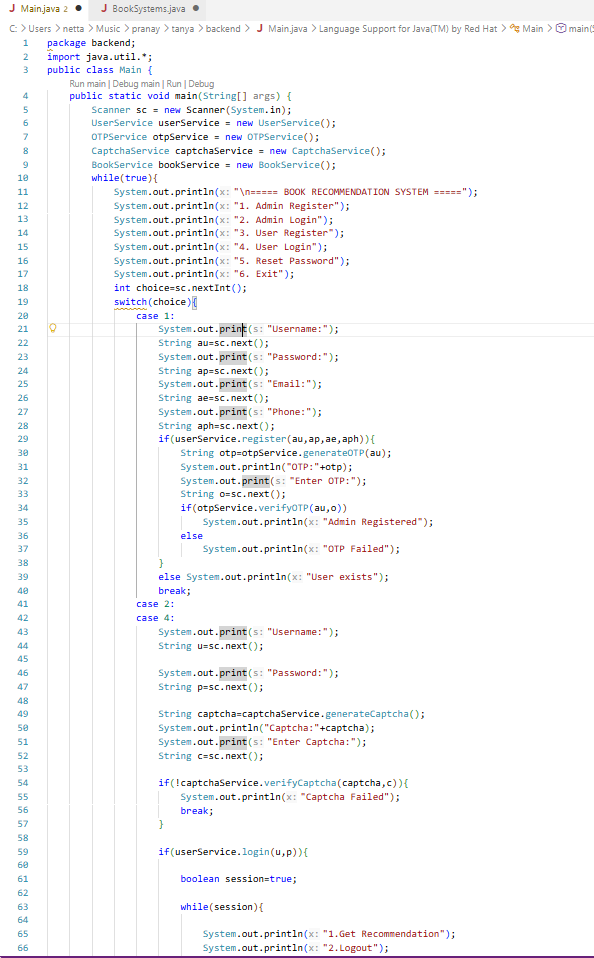 Main.java 2 ● BookSystems.java ●
C: > Users > netta > Music > pranay > tanya > backend > Main.java > Language Support for Java(TM) by Red Hat > Main > main(S
1 package backend;
2 import java.util.*;
3 public class Main {
Run main | Debug main | Run | Debug
4 public static void main(String[] args) {
5 Scanner sc = new Scanner(System.in);
6 UserService userService = new UserService();
7 OTPService otpService = new OTPService();
8 CaptchaService captchaService = new CaptchaService();
9 BookService bookService = new BookService();
10 while(true){
11 System.out.println(x: "\n===== BOOK RECOMMENDATION SYSTEM =====");
12 System.out.println(x: "1. Admin Register");
13 System.out.println(x: "2. Admin Login");
14 System.out.println(x: "3. User Register");
15 System.out.println(x: "4. User Login");
16 System.out.println(x: "5. Reset Password");
17 System.out.println(x: "6. Exit");
18 int choice=sc.nextInt();
19 switch(choice){
20 case 1:
21 System.out.print(s: "Username:");
22 String au=sc.next();
23 System.out.print(s: "Password:");
24 String ap=sc.next();
25 System.out.print(s: "Email:");
26 String ae=sc.next();
27 System.out.print(s: "Phone:");
28 String aph=sc.next();
29 if(userService.register(au,ap,ae,aph)){
30 String otp=otpService.generateOTP(au);
31 System.out.println("OTP:"+otp);
32 System.out.print(s: "Enter OTP:");
33 String o=sc.next();
34 if(otpService.verifyOTP(au,o))
35 System.out.println(x: "Admin Registered");
36 else
37 System.out.println(x: "OTP Failed");
38 }
39 else System.out.println(x: "User exists");
40 break;
41 case 2:
42 case 4:
43 System.out.print(s: "Username:");
44 String u=sc.next();
45
46 System.out.print(s: "Password:");
47 String p=sc.next();
48
49 String captcha=captchaService.generateCaptcha();
50 System.out.println("Captcha:"+captcha);
51 System.out.print(s: "Enter Captcha:");
52 String c=sc.next();
53
54 if(!captchaService.verifyCaptcha(captcha,c)){
55 System.out.println(x: "Captcha Failed");
56 break;
57 }
58
59 if(userService.login(u,p)){
60
61 boolean session=true;
62
63 while(session){
64
65 System.out.println(x: "1.Get Recommendation");
66 System.out.println(x: "2.Logout");